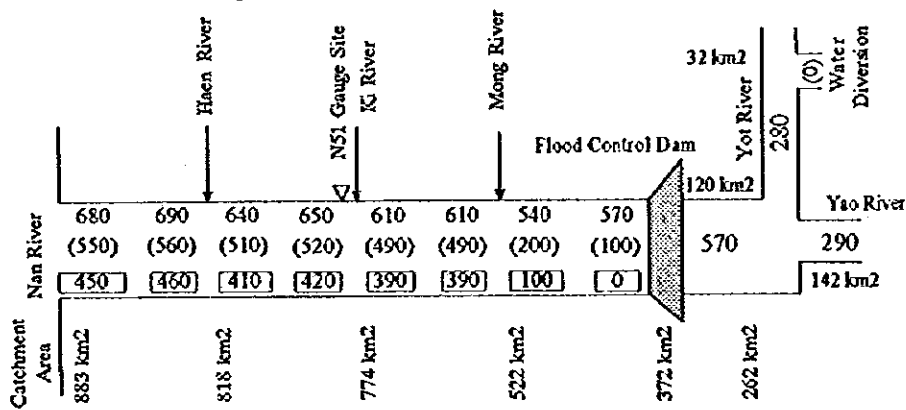 Haen River
N51 Gauge Site
Ki River
Mong River
Flood Control Dam
32 km2
Yot River
280
(0)
Water
Diversion
120 km2
Yao River
680 690 640 650 610 610 540 570
(550) (560) (510) (520) (490) (490) (200) (100)
450 460 410 420 390 390 100 0
570
290
142 km2
Nan River
Catchment
Area
883 km2
818 km2
774 km2
522 km2
372 km2
262 km2